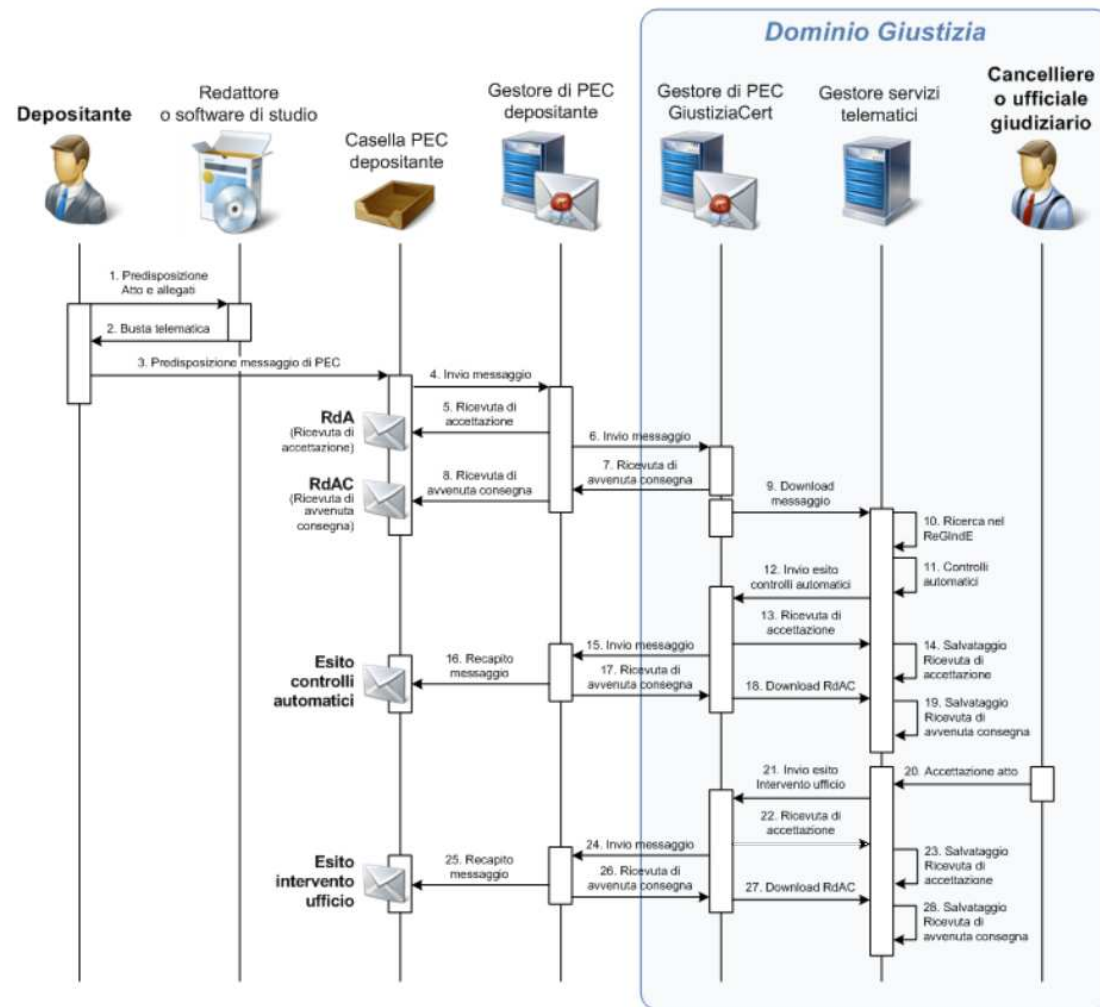 Dominio Giustizia
Depositante
Redattore
o software di studio
Casella PEC
depositante
Gestore di PEC
depositante
Gestore di PEC
GiustiziaCert
Gestore servizi
telematici
Cancelliere
o ufficiale
giudiziario
1. Predisposizione
Atto e allegati
2. Busta telematica
3. Predisposizione messaggio di PEC
4. Invio messaggio
RdA
(Ricevuta di
accettazione)
5. Ricevuta di
accettazione
6. Invio messaggio
7. Ricevuta di
avvenuta consegna
RdAC
(Ricevuta di
avvenuta
consegna)
8. Ricevuta di
avvenuta consegna
9. Download
messaggio
10. Ricerca nel
ReGIndE
11. Controlli
automatici
12. Invio esito
controlli automatici
13. Ricevuta di
accettazione
14. Salvataggio
Ricevuta di
accettazione
15. Invio messaggio
Esito
controlli
automatici
16. Recapito
messaggio
17. Ricevuta di
avvenuta consegna
18. Download RdAC
19. Salvataggio
Ricevuta di
avvenuta consegna
20. Accettazione atto
21. Invio esito
Intervento ufficio
22. Ricevuta di
accettazione
23. Salvataggio
Ricevuta di
accettazione
24. Invio messaggio
Esito
intervento
ufficio
25. Recapito
messaggio
26. Ricevuta di
avvenuta consegna
27. Download RdAC
28. Salvataggio
Ricevuta di
avvenuta consegna